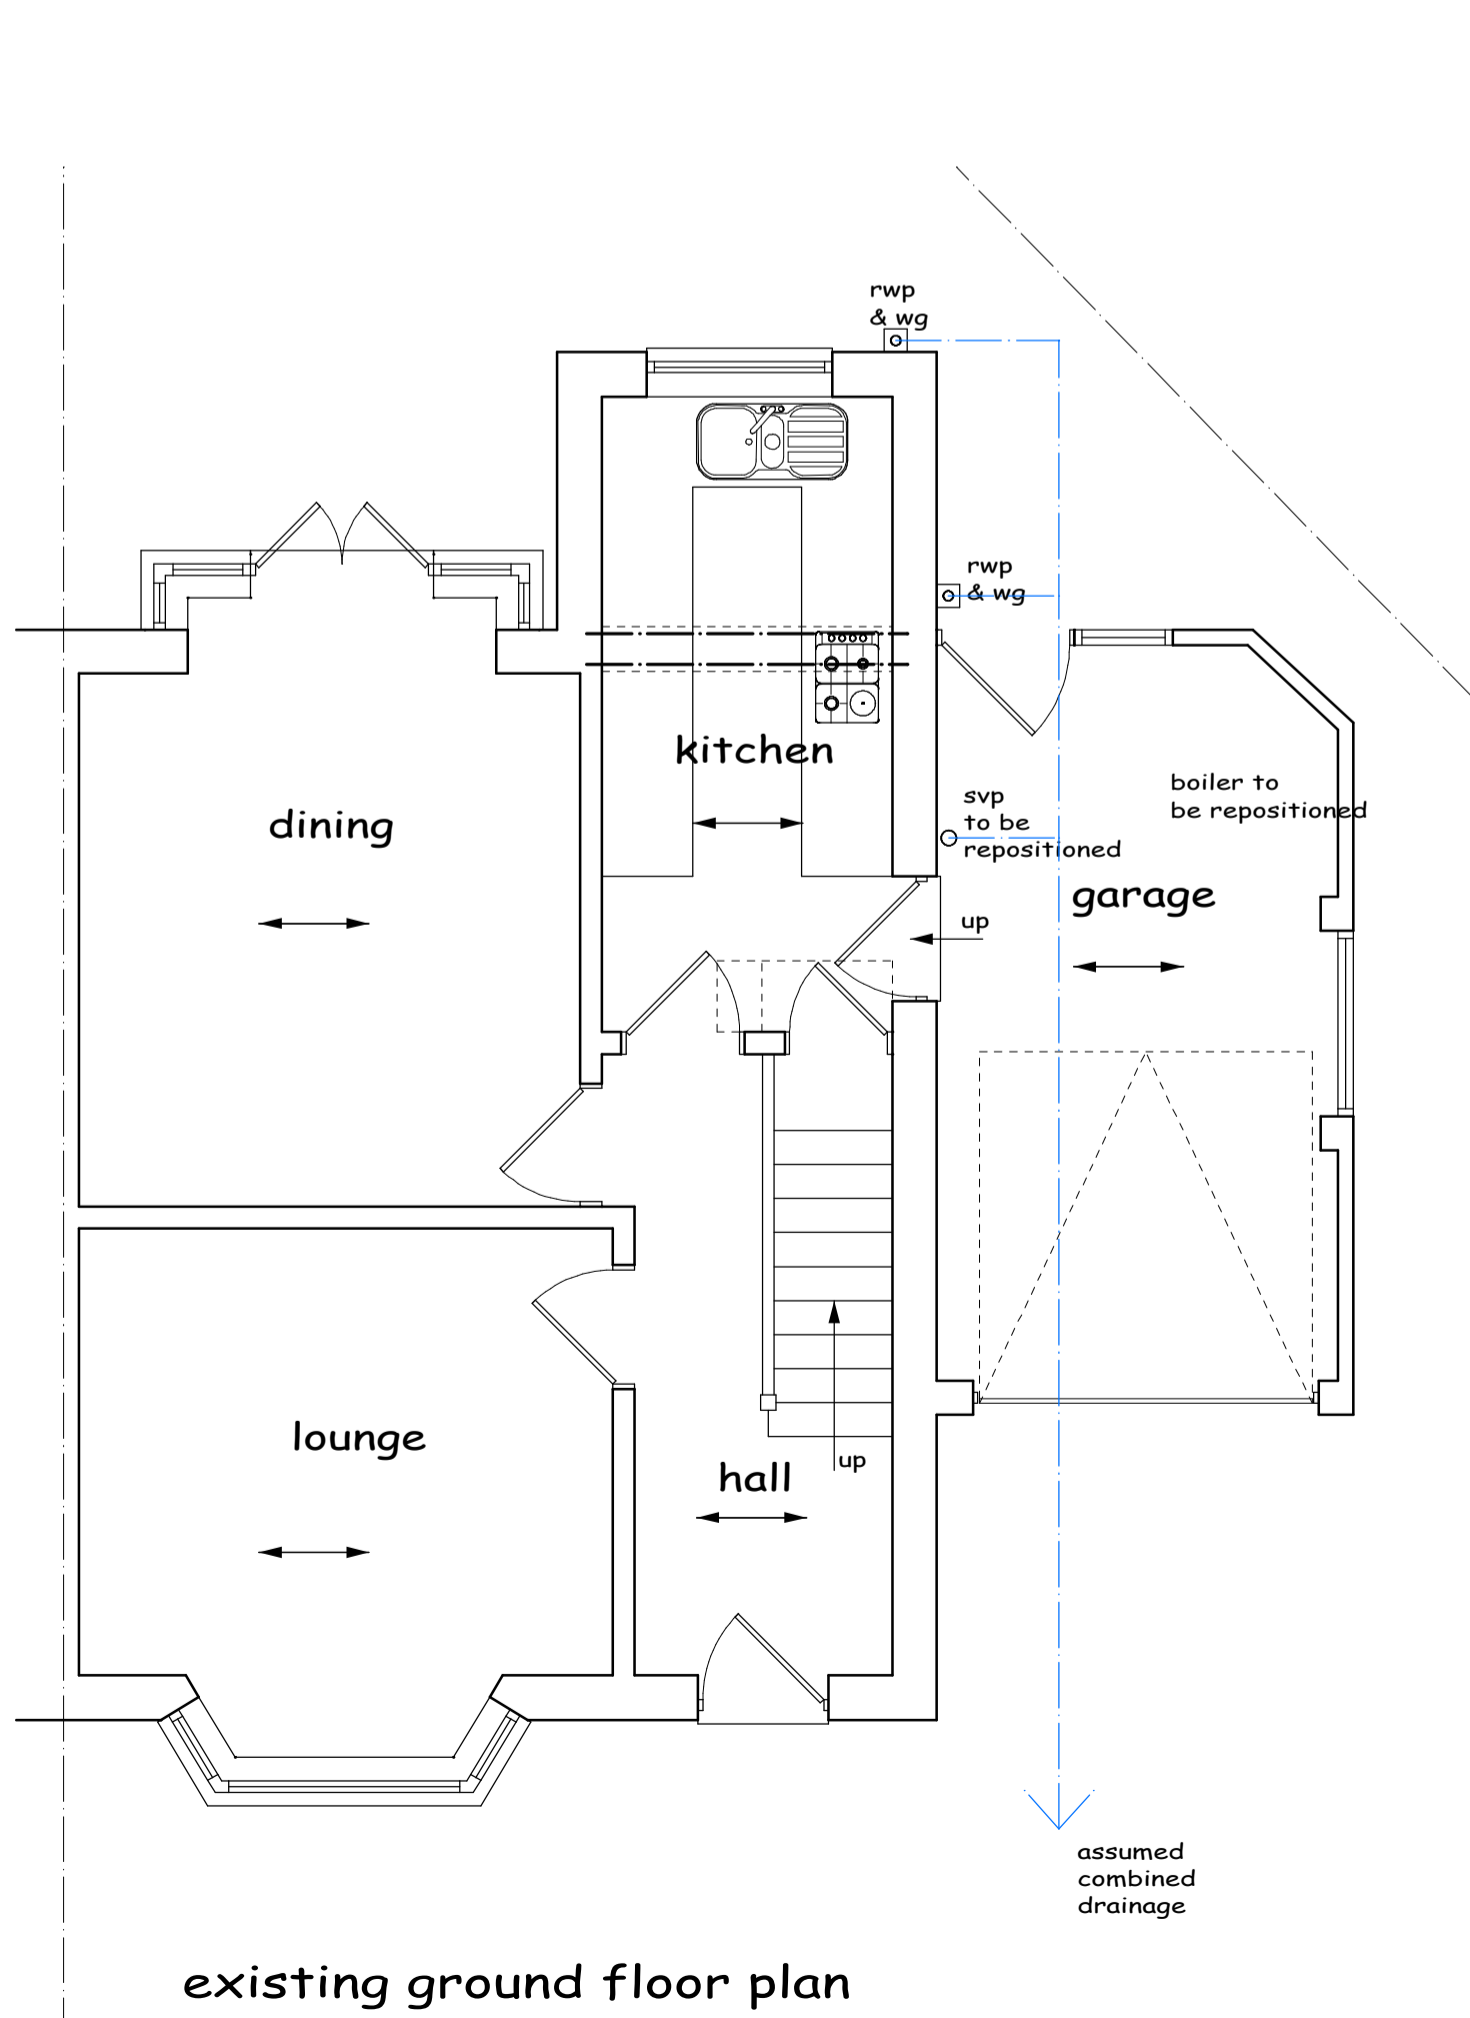 rwp
& wg
rwp
& wg
kitchen
boiler to
be repositioned
svp
to be
repositioned
dining
garage
up
lounge
up
hall
assumed
combined
drainage
existing ground floor plan